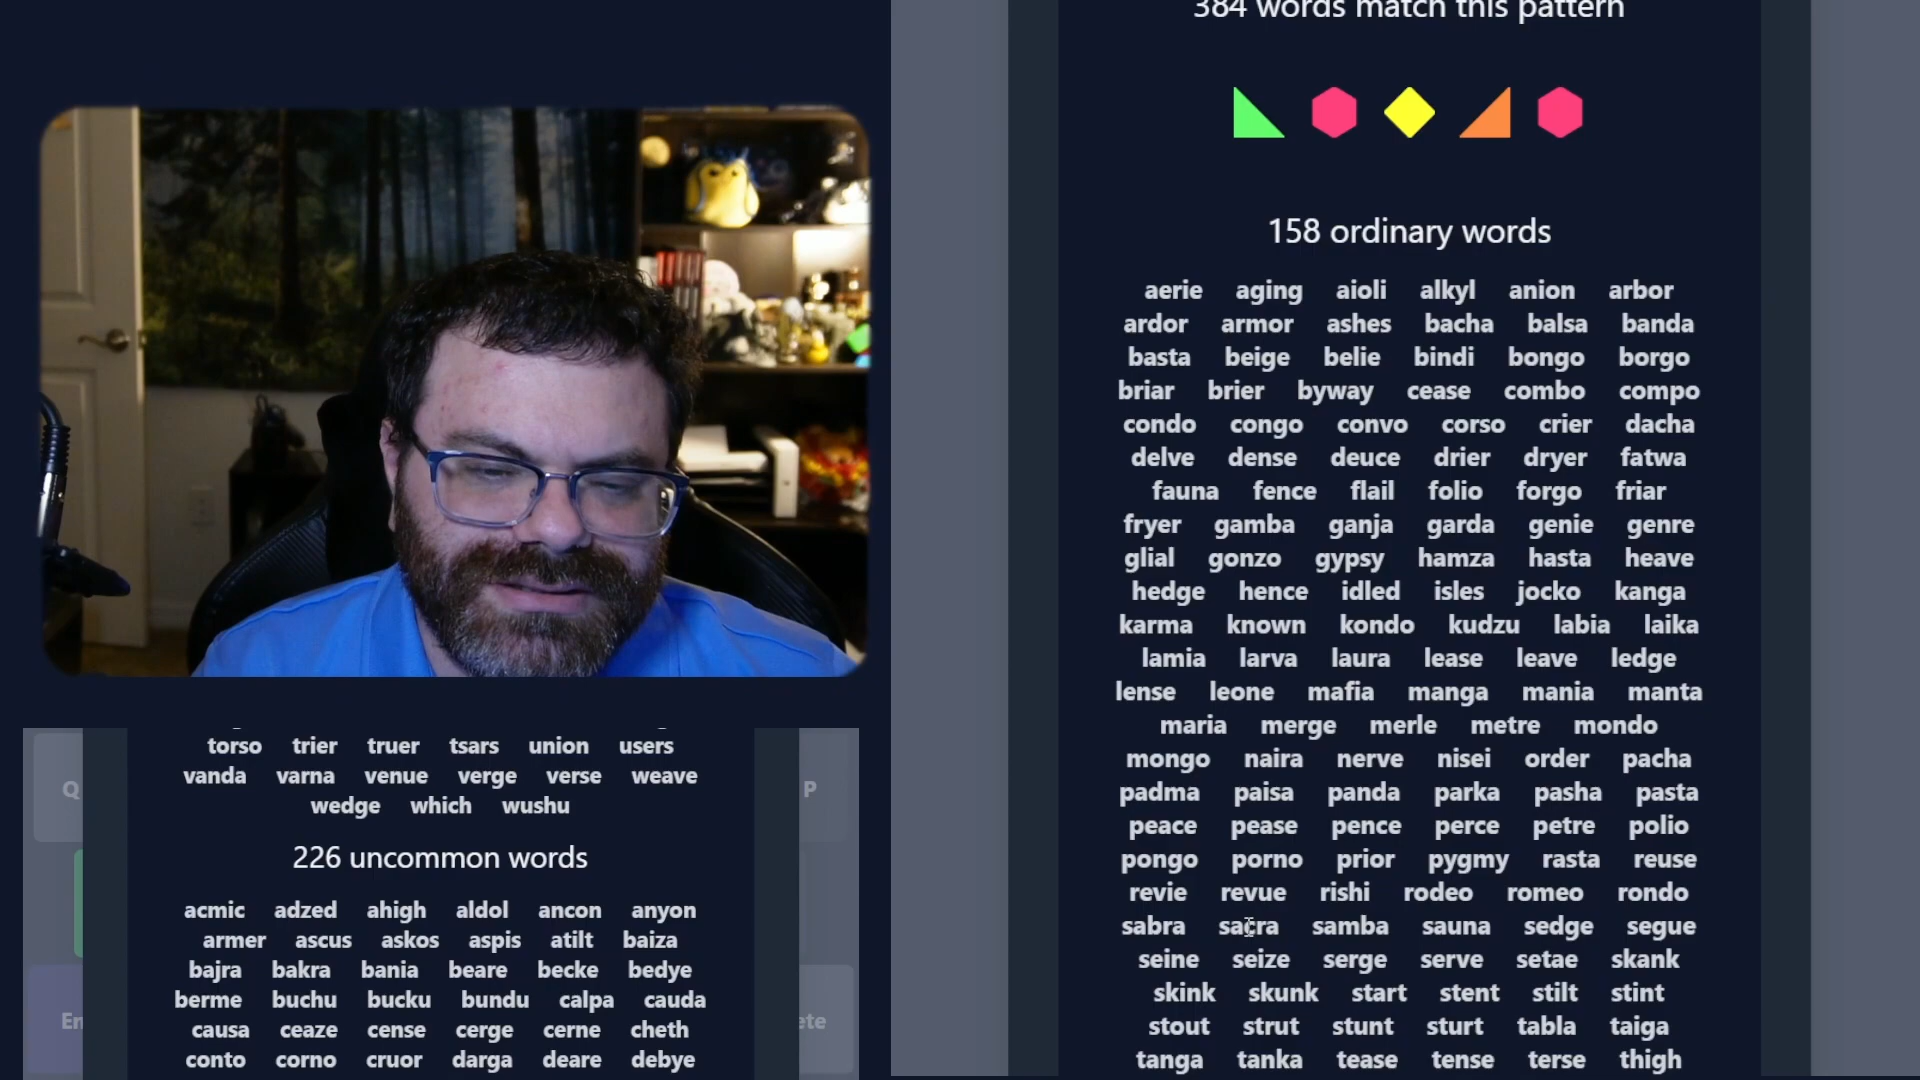 384 words match this pattern
158 ordinary words
aerie aging aioli alkyl anion arbor
ardor armor ashes bacha balsa banda
basta beige belie bindi bongo borgo
briar brier byway cease combo compo
condo congo convo corso crier dacha
delve dense deuce drier dryer fatwa
fauna fence flail folio forgo friar
fryer gamba ganja garda genie genre
glial gonzo gypsy hamza hasta heave
hedge hence idled isles jocko kanga
karma known kondo kudzu labia laika
lamia larva laura lease leave ledge
lense leone mafia manga mania manta
maria merge merle metre mondo
mongo naira nerve nisei order pacha
padma paisa panda parka pasha pasta
peace pease pence perce petre polio
pongo porno prior pygmy rasta reuse
revie revue rishi rodeo romeo rondo
sabra sacra samba sauna sedge segue
seine seize serge serve setae skank
skink skunk start stent stilt stint
stout strut stunt sturt tabla taiga
tanga tanka tease tense terse thigh
torso trier truer tsars union users
vanda varna venue verge verse weave
wedge which wushu
226 uncommon words
acmic adzed ahigh aldol ancon anyon
armer ascus askos aspis atilt baiza
bajra bakra bania beare becke bedye
berme buchu bucku bundu calpa cauda
causa ceaze cense cerge cerne cheth
conto corno cruor darga deare debye
Q P
En ete